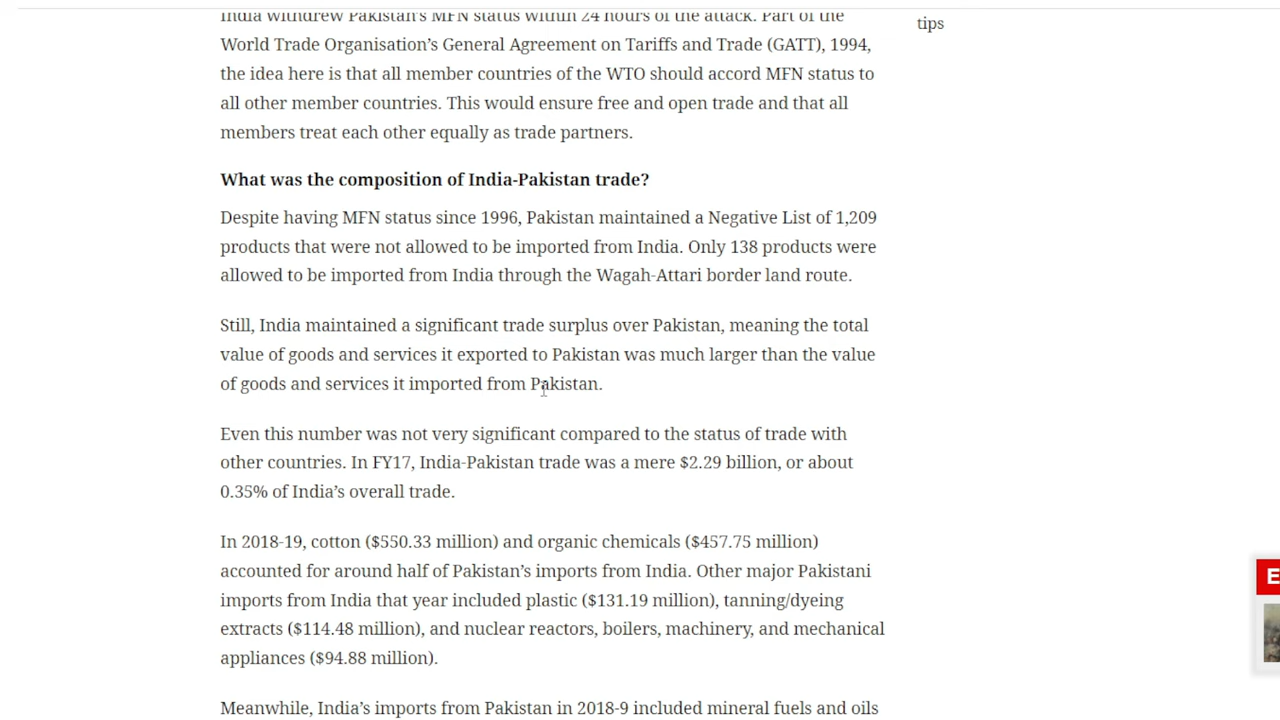 India withdrew Pakistan's MFN status within 24 hours of the attack. Part of the
World Trade Organisation's General Agreement on Tariffs and Trade (GATT), 1994,
the idea here is that all member countries of the WTO should accord MFN status to
all other member countries. This would ensure free and open trade and that all
members treat each other equally as trade partners.
What was the composition of India-Pakistan trade?
Despite having MFN status since 1996, Pakistan maintained a Negative List of 1,209
products that were not allowed to be imported from India. Only 138 products were
allowed to be imported from India through the Wagah-Attari border land route.
Still, India maintained a significant trade surplus over Pakistan, meaning the total
value of goods and services it exported to Pakistan was much larger than the value
of goods and services it imported from Pakistan.
Even this number was not very significant compared to the status of trade with
other countries. In FY17, India-Pakistan trade was a mere $2.29 billion, or about
0.35% of India's overall trade.
In 2018-19, cotton ($550.33 million) and organic chemicals ($457.75 million)
accounted for around half of Pakistan's imports from India. Other major Pakistani
imports from India that year included plastic ($131.19 million), tanning/dyeing
extracts ($114.48 million), and nuclear reactors, boilers, machinery, and mechanical
appliances ($94.88 million).
Meanwhile, India's imports from Pakistan in 2018-9 included mineral fuels and oils
tips
E